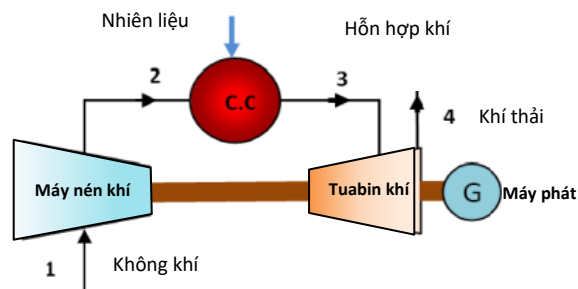 Nhiên liệu
Hỗn hợp khí
2
C.C
3
4
Khí thải
Máy nén khí
Tuabin khí
G
Máy phát
1
Không khí